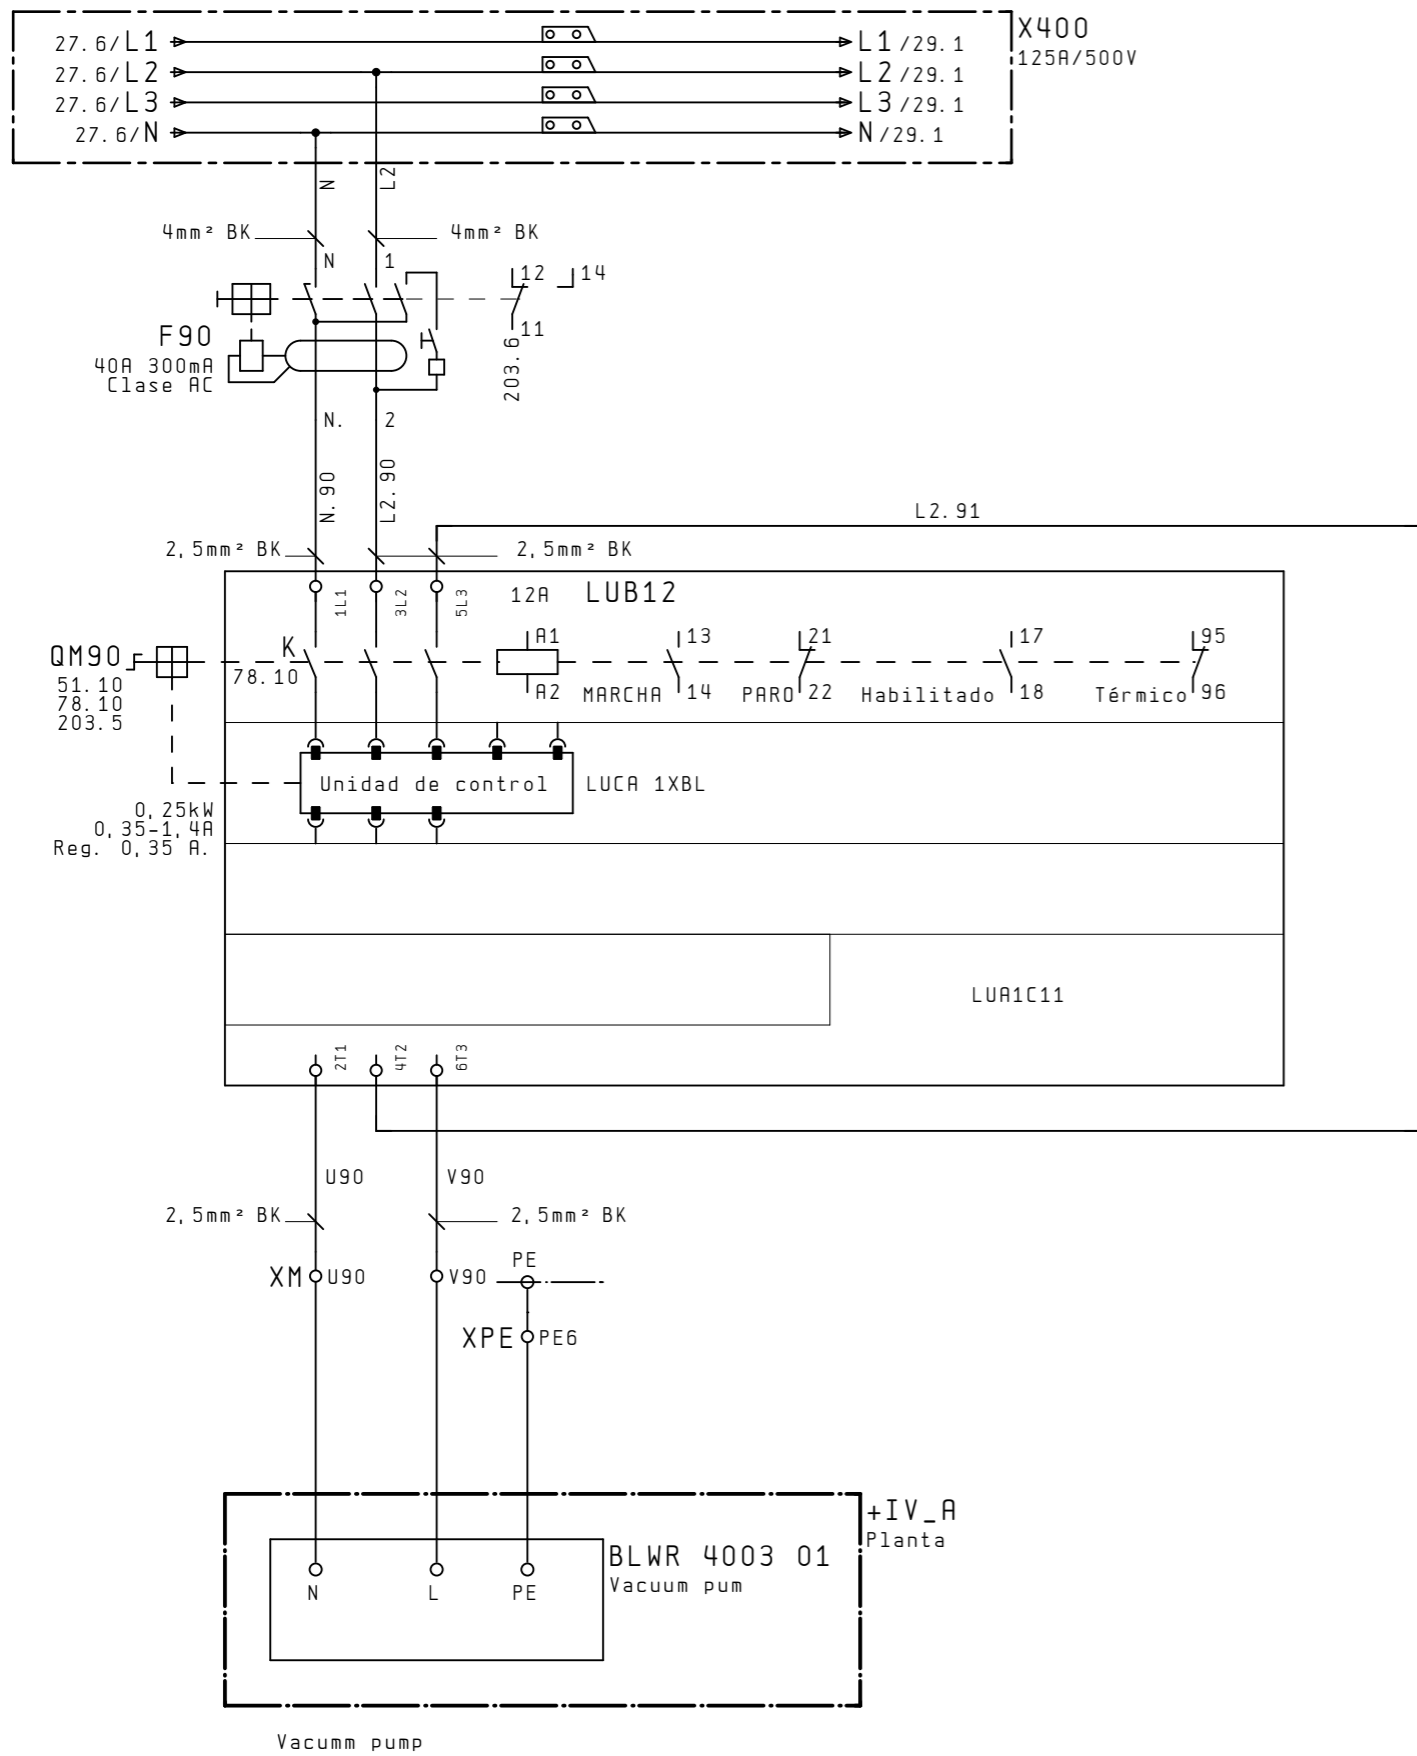 27.6/L1 L1/29.1 X400
27.6/L2 L2/29.1 125A/500V
27.6/L3 L3/29.1
27.6/N N/29.1
N L2
4mm² BK 4mm² BK
N 1 12 14
F90 11
40A 300mA 203.6
Clase AC
N. 2
N.90 L2.90
L2.91
2,5mm² BK 2,5mm² BK
1L1 3L2 5L3 12A LUB12
K A1 13 21 17 95
QM90 78.10
51.10 A2 MARCHA 14 PARO 22 Habilitado 18 Térmico 96
78.10
203.5
Unidad de control LUCA 1XBL
0,25kW
0,35-1,4A
Reg. 0,35 A.
LUA1C11
2T1 4T2 6T3
U90 V90
2,5mm² BK 2,5mm² BK
PE
XM U90 V90
XPE PE6
+IV_A
Planta
BLWR 4003 01
Vacuum pum
N L PE
Vacumm pump